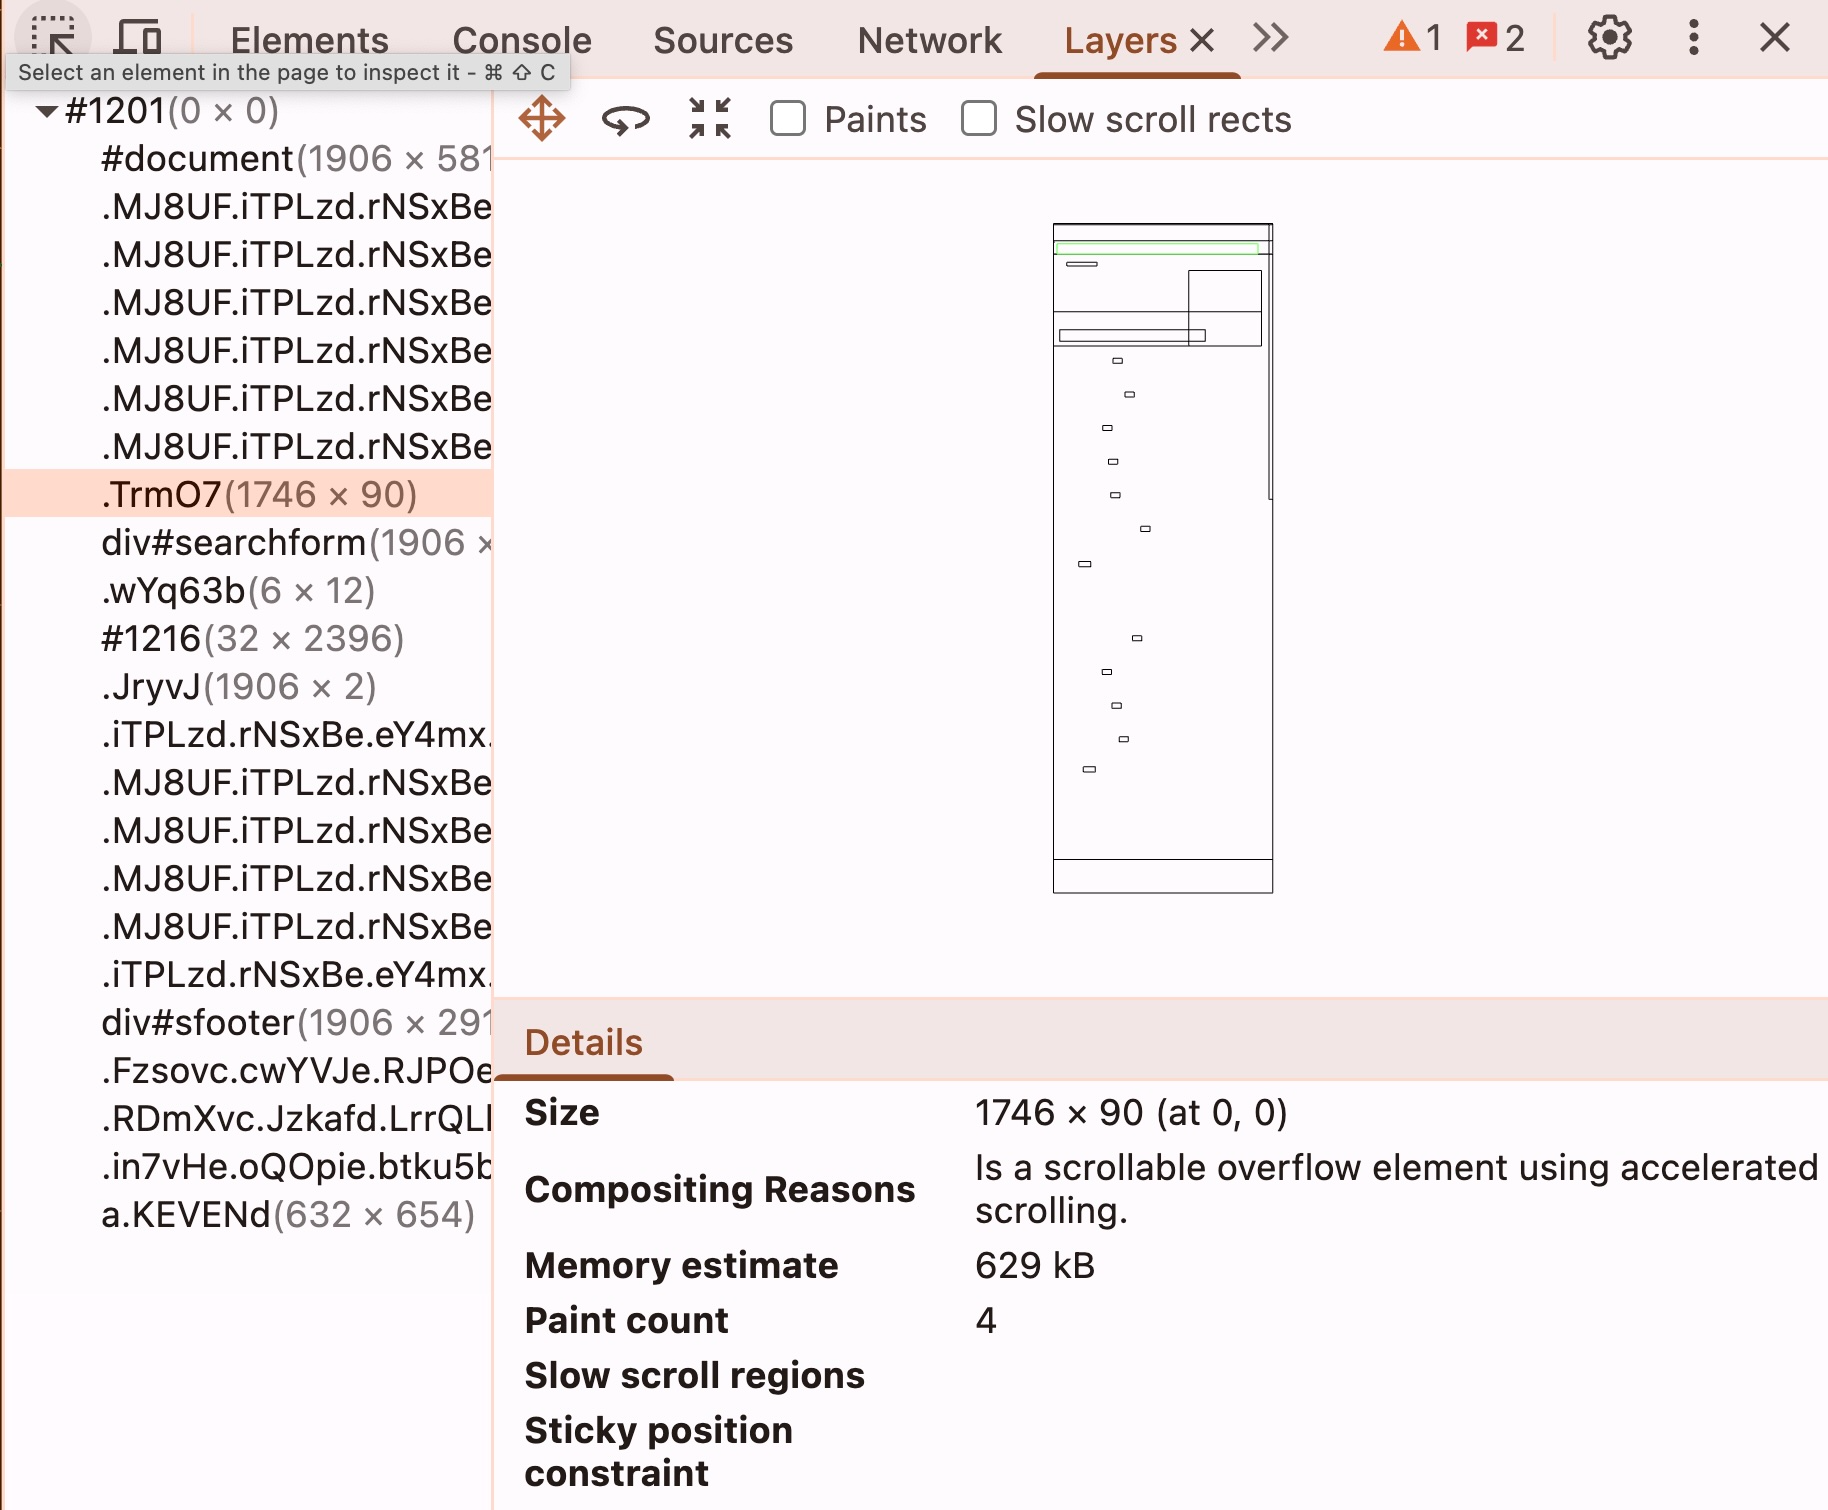 Elements Console Sources Network Layers 1 2
Select an element in the page to inspect it - ⌘ ⇧ C
#1201(0 × 0)
Paints Slow scroll rects
#document(1906 × 581
.MJ8UF.iTPLzd.rNSxBe
.MJ8UF.iTPLzd.rNSxBe
.MJ8UF.iTPLzd.rNSxBe
.MJ8UF.iTPLzd.rNSxBe
.MJ8UF.iTPLzd.rNSxBe
.MJ8UF.iTPLzd.rNSxBe
.TrmO7(1746 × 90)
div#searchform(1906 ×
.wYq63b(6 × 12)
#1216(32 × 2396)
.JryvJ(1906 × 2)
.iTPLzd.rNSxBe.eY4mx.
.MJ8UF.iTPLzd.rNSxBe
.MJ8UF.iTPLzd.rNSxBe
.MJ8UF.iTPLzd.rNSxBe
.MJ8UF.iTPLzd.rNSxBe
.iTPLzd.rNSxBe.eY4mx.
div#sfooter(1906 × 291
.Fzsovc.cwYVJe.RJPOe
.RDmXvc.Jzkafd.LrrQLl
.in7vHe.oQOpie.btku5b
a.KEVENd(632 × 654)
Details
Size 1746 × 90 (at 0, 0)
Compositing Reasons Is a scrollable overflow element using accelerated
scrolling.
Memory estimate 629 kB
Paint count 4
Slow scroll regions
Sticky position
constraint